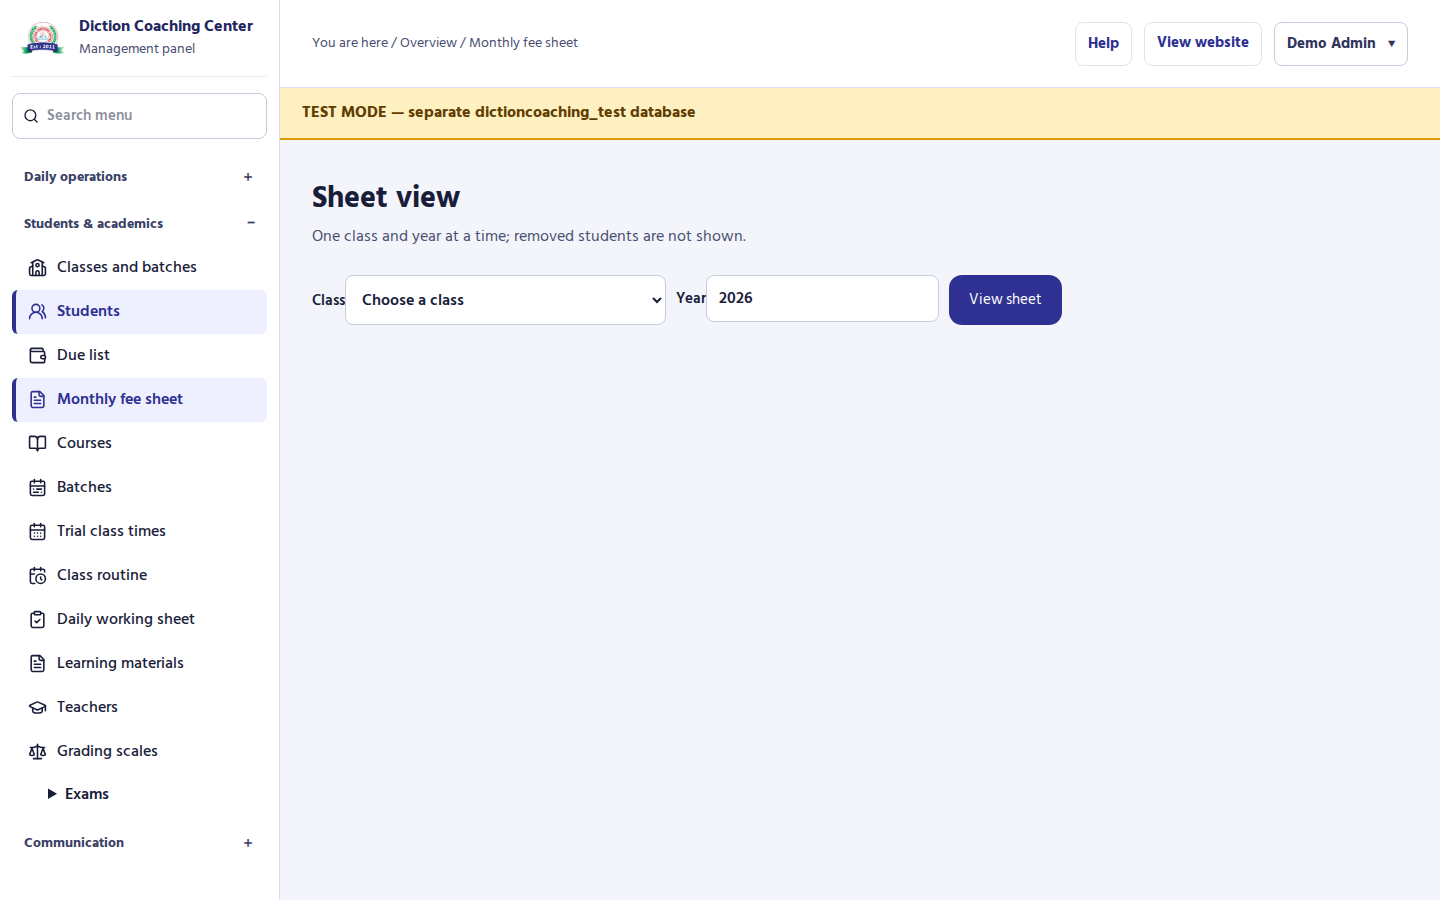 Diction Coaching Center
Management panel
Est : 2011
Search menu
Daily operations +
Students & academics −
Classes and batches
Students
Due list
Monthly fee sheet
Courses
Batches
Trial class times
Class routine
Daily working sheet
Learning materials
Teachers
Grading scales
Exams
Communication +
You are here / Overview / Monthly fee sheet
Help
View website
Demo Admin
TEST MODE — separate dictioncoaching_test database
Sheet view
One class and year at a time; removed students are not shown.
Class Choose a class Year 2026 View sheet